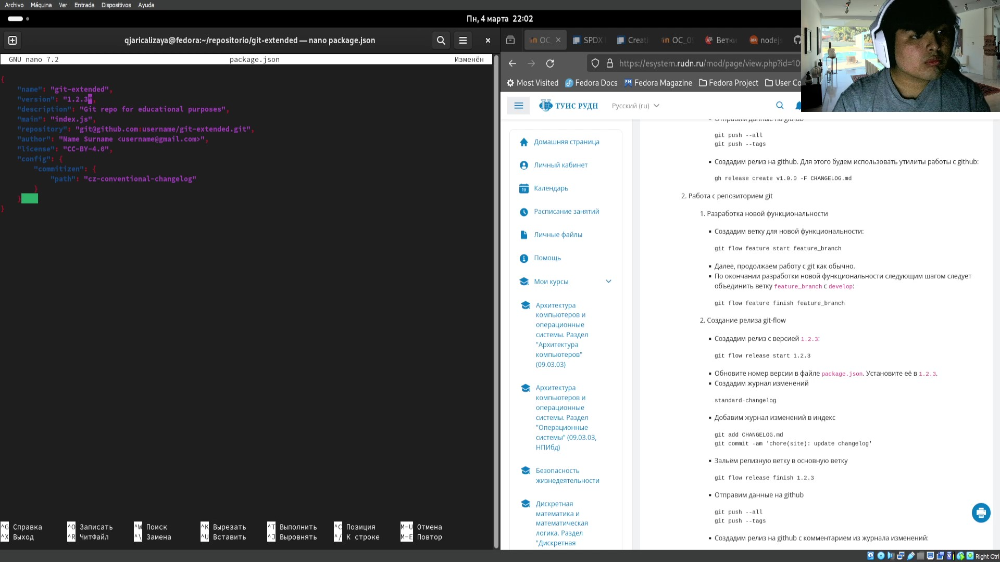 Archivo Máquina Ver Entrada Dispositivos Ayuda
Пн, 4 марта 22:02
qjaricalizaya@fedora:~/repositorio/git-extended — nano package.json
GNU nano 7.2 package.json Изменён
{
"name": "git-extended",
"version": "1.2.3",
"description": "Git repo for educational purposes",
"main": "index.js",
"repository": "git@github.com:username/git-extended.git",
"author": "Name Surname <username@gmail.com>",
"license": "CC-BY-4.0",
"config": {
"commitizen": {
"path": "cz-conventional-changelog"
}
}
}
^G Справка ^O Записать ^W Поиск ^K Вырезать ^T Выполнить ^C Позиция M-U Отмена
^X Выход ^R ЧитФайл ^\ Замена ^U Вставить ^J Выровнять ^/ К строке M-E Повтор
OC_ SPDX Creati OC_0 Ветки nodej
https://esystem.rudn.ru/mod/page/view.php?id=10
Most Visited Fedora Docs Fedora Magazine Fedora Project User Co
ТУИС РУДН Русский (ru)
Домашняя страница
Личный кабинет
19
Календарь
Расписание занятий
Личные файлы
Помощь
Мои курсы
Архитектура
компьютеров и
операционные
системы. Раздел
"Архитектура
компьютеров"
(09.03.03)
Архитектура
компьютеров и
операционные
системы. Раздел
"Операционные
системы" (09.03.03,
НПИбд)
Безопасность
жизнедеятельности
Дискретная
математика и
математическая
логика. Раздел
"Дискретная
Отправим данные на github
git push --all
git push --tags
Создадим релиз на github. Для этого будем использовать утилиты работы с github:
gh release create v1.0.0 -F CHANGELOG.md
2. Работа с репозиторием git
1. Разработка новой функциональности
Создадим ветку для новой функциональности:
git flow feature start feature_branch
Далее, продолжаем работу c git как обычно.
По окончании разработки новой функциональности следующим шагом следует
объединить ветку feature_branch c develop:
git flow feature finish feature_branch
2. Создание релиза git-flow
Создадим релиз с версией 1.2.3:
git flow release start 1.2.3
Обновите номер версии в файле package.json. Установите её в 1.2.3.
Создадим журнал изменений
standard-changelog
Добавим журнал изменений в индекс
git add CHANGELOG.md
git commit -am 'chore(site): update changelog'
Зальём релизную ветку в основную ветку
git flow release finish 1.2.3
Отправим данные на github
git push --all
git push --tags
Создадим релиз на github с комментарием из журнала изменений:
Right Ctrl